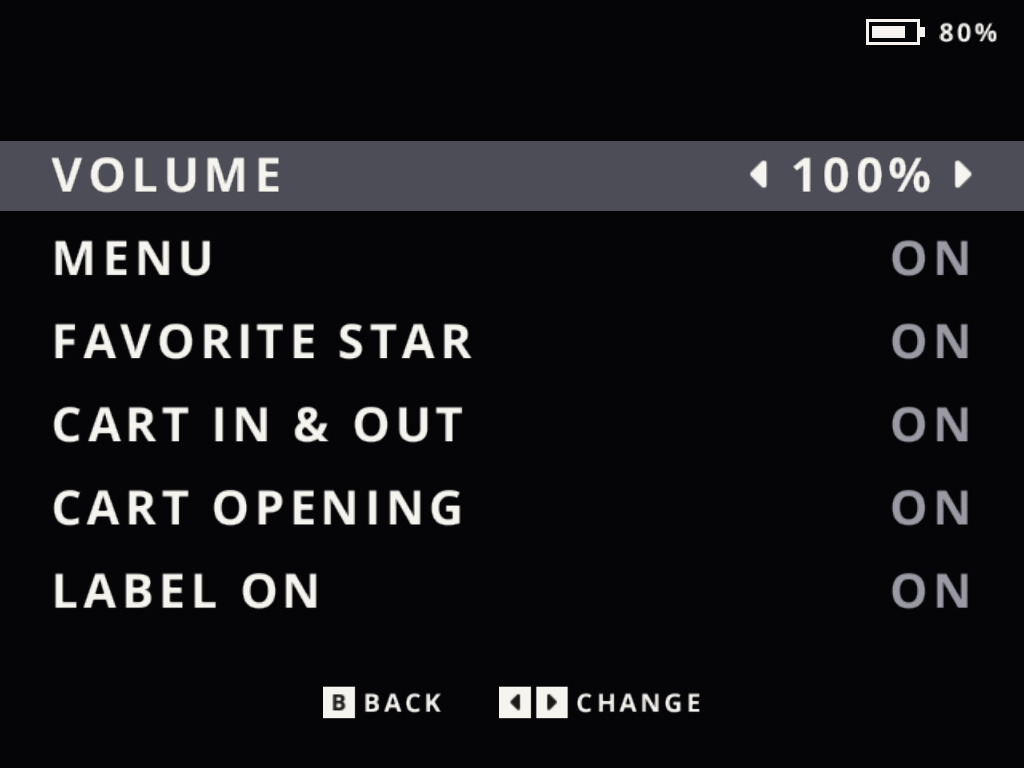 80%
VOLUME 100%
MENU ON
FAVORITE STAR ON
CART IN & OUT ON
CART OPENING ON
LABEL ON ON
B BACK CHANGE